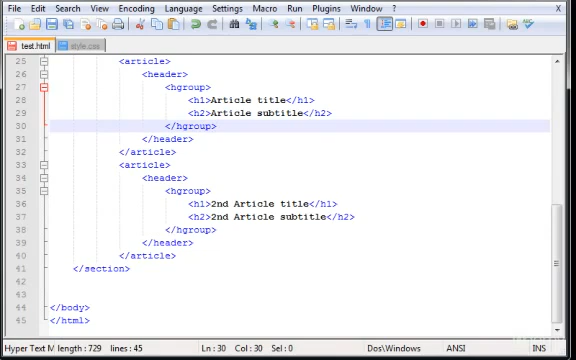 File Edit Search View Encoding Language Settings Macro Run Plugins Window ? X
test.html style.css
25 <article>
26 <header>
27 <hgroup>
28 <h1>Article title</h1>
29 <h2>Article subtitle</h2>
30 </hgroup>
31 </header>
32 </article>
33 <article>
34 <header>
35 <hgroup>
36 <h1>2nd Article title</h1>
37 <h2>2nd Article subtitle</h2>
38 </hgroup>
39 </header>
40 </article>
41 </section>
42
43
44 </body>
45 </html>
Hyper Text M length : 729 lines : 45 Ln : 30 Col : 30 Sel : 0 Dos\Windows ANSI INS